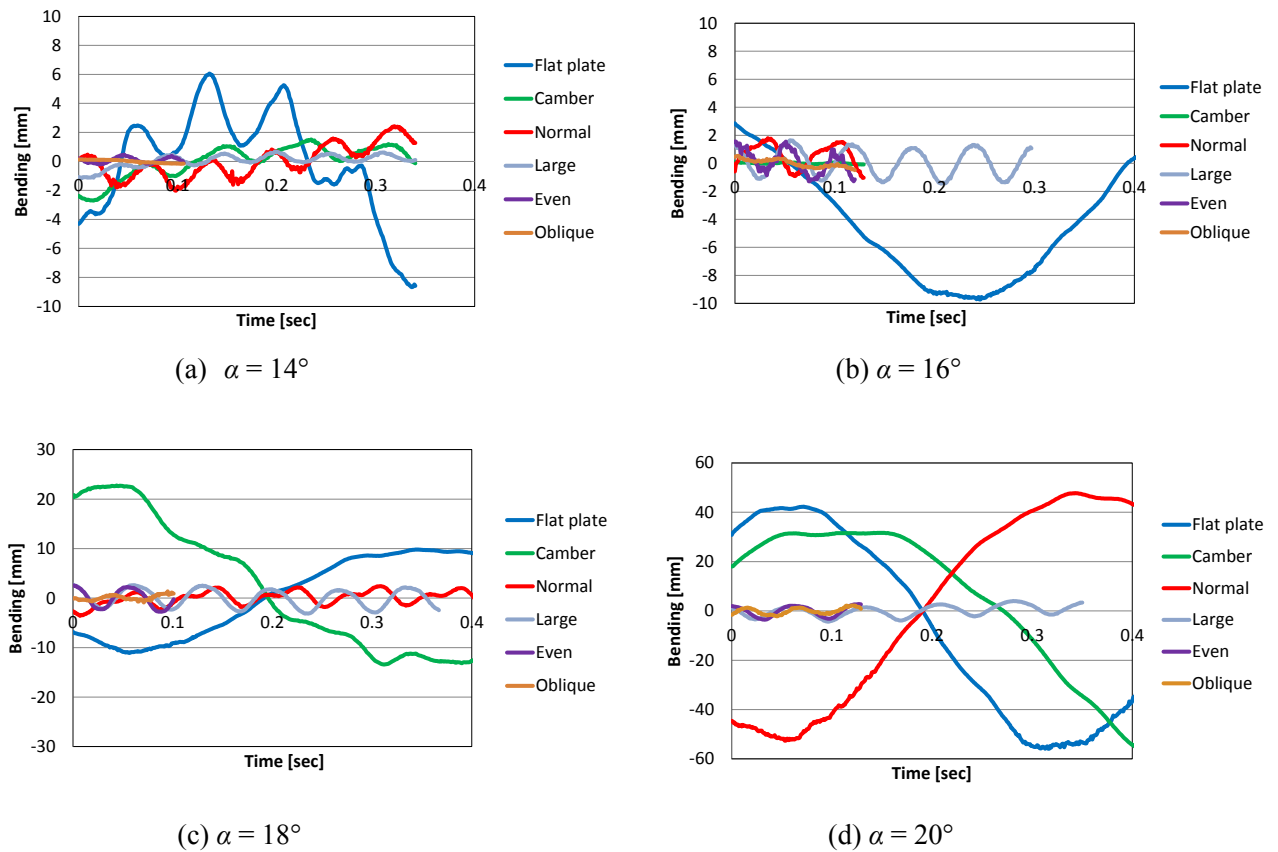 10
8
6
4
2
0
-2
-4
-6
-8
-10
0
0.1
0.2
0.3
0.4
Bending [mm]
Time [sec]
Flat plate
Camber
Normal
Large
Even
Oblique
(a) α = 14°
10
8
6
4
2
0
-2
-4
-6
-8
-10
0
0.1
0.2
0.3
0.4
Bending [mm]
Time [sec]
Flat plate
Camber
Normal
Large
Even
Oblique
(b) α = 16°
30
20
10
0
-10
-20
-30
0
0.1
0.2
0.3
0.4
Bending [mm]
Time [sec]
Flat plate
Camber
Normal
Large
Even
Oblique
(c) α = 18°
60
40
20
0
-20
-40
-60
0
0.1
0.2
0.3
0.4
Bending [mm]
Time [sec]
Flat plate
Camber
Normal
Large
Even
Oblique
(d) α = 20°